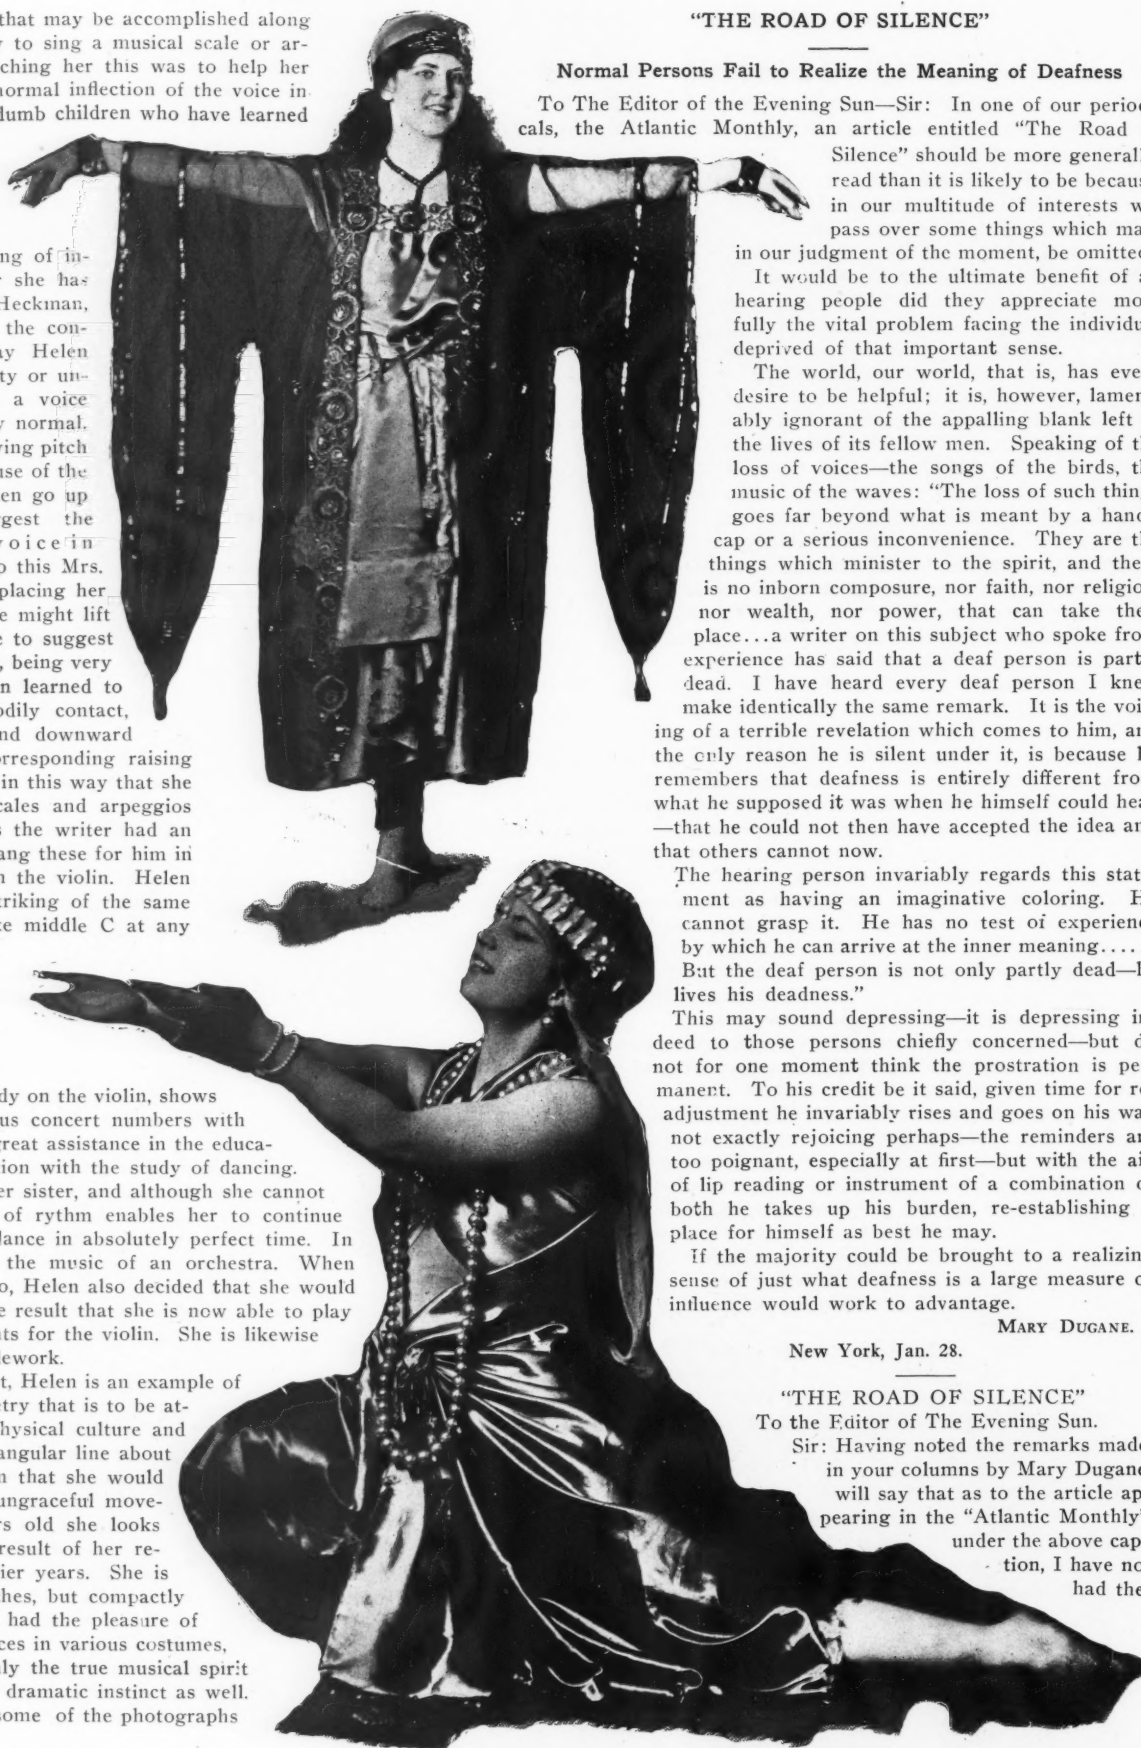 that may be accomplished along
to sing a musical scale or ar-
ching her this was to help her
normal inflection of the voice in
dumb children who have learned
ng of in-
she has
Heckman,
the con-
ay Helen
ty or un-
a voice
normal.
ving pitch
use of the
en go up
gest the
voice in
o this Mrs.
placing her
e might lift
e to suggest
, being very
n learned to
odily contact,
nd downward
orresponding raising
in this way that she
cales and arpeggios
s the writer had an
ang these for him in
n the violin. Helen
triking of the same
ke middle C at any
dy on the violin, shows
us concert numbers with
great assistance in the educa-
tion with the study of dancing.
er sister, and although she cannot
of rythm enables her to continue
dance in absolutely perfect time. In
the music of an orchestra. When
o, Helen also decided that she would
e result that she is now able to play
nts for the violin. She is likewise
lework.
t, Helen is an example of
etry that is to be at-
hysical culture and
angular line about
n that she would
ungraceful move-
rs old she looks
result of her re-
lier years. She is
ches, but compactly
had the pleasure of
ces in various costumes,
ly the true musical spirit
dramatic instinct as well.
some of the photographs
"THE ROAD OF SILENCE"
Normal Persons Fail to Realize the Meaning of Deafness
To The Editor of the Evening Sun—Sir: In one of our period
cals, the Atlantic Monthly, an article entitled "The Road
Silence" should be more generall
read than it is likely to be becaus
in our multitude of interests w
pass over some things which ma
in our judgment of the moment, be omitted
It would be to the ultimate benefit of a
hearing people did they appreciate mo
fully the vital problem facing the individu
deprived of that important sense.
The world, our world, that is, has eve
desire to be helpful; it is, however, lamen
ably ignorant of the appalling blank left
the lives of its fellow men. Speaking of th
loss of voices—the songs of the birds, th
music of the waves: "The loss of such thing
goes far beyond what is meant by a hand
cap or a serious inconvenience. They are th
things which minister to the spirit, and the
is no inborn composure, nor faith, nor religio
nor wealth, nor power, that can take the
place...a writer on this subject who spoke fro
experience has said that a deaf person is part
dead. I have heard every deaf person I kne
make identically the same remark. It is the voi
ing of a terrible revelation which comes to him, an
the only reason he is silent under it, is because h
remembers that deafness is entirely different fro
what he supposed it was when he himself could hea
—that he could not then have accepted the idea an
that others cannot now.
The hearing person invariably regards this stat
ment as having an imaginative coloring. H
cannot grasp it. He has no test of experienc
by which he can arrive at the inner meaning....
But the deaf person is not only partly dead—h
lives his deadness."
This may sound depressing—it is depressing in
deed to those persons chiefly concerned—but d
not for one moment think the prostration is pe
manent. To his credit be it said, given time for re
adjustment he invariably rises and goes on his wa
not exactly rejoicing perhaps—the reminders ar
too poignant, especially at first—but with the ai
of lip reading or instrument of a combination o
both he takes up his burden, re-establishing
place for himself as best he may.
If the majority could be brought to a realizin
sense of just what deafness is a large measure o
influence would work to advantage.
MARY DUGANE.
New York, Jan. 28.
"THE ROAD OF SILENCE"
To the Editor of The Evening Sun.
Sir: Having noted the remarks made
in your columns by Mary Dugane
will say that as to the article ap
pearing in the "Atlantic Monthly"
under the above cap
tion, I have no
had the